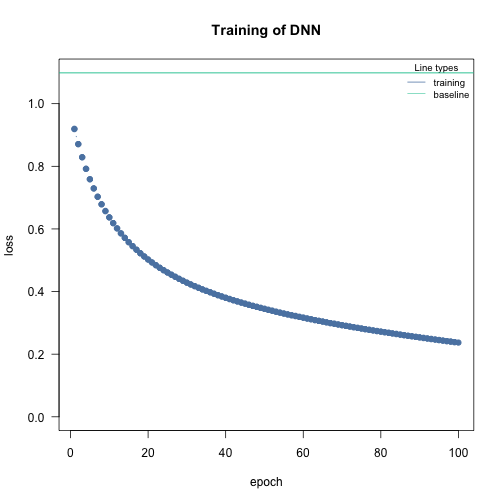 Training of DNN
Line types
training
baseline
1.0
0.8
0.6
0.4
0.2
0.0
loss
0 20 40 60 80 100
epoch